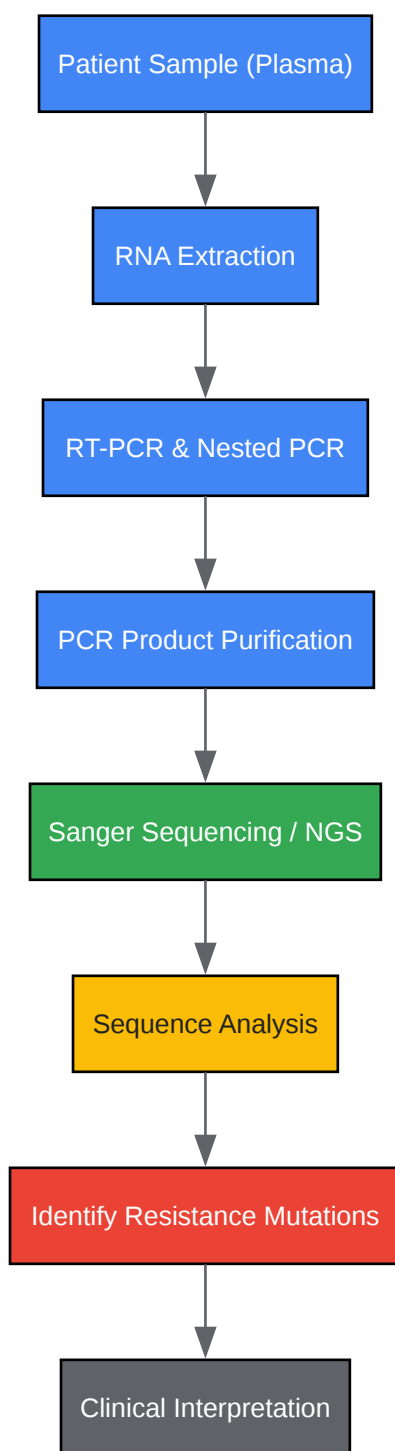 Patient Sample (Plasma)
RNA Extraction
RT-PCR & Nested PCR
PCR Product Purification
Sanger Sequencing / NGS
Sequence Analysis
Identify Resistance Mutations
Clinical Interpretation